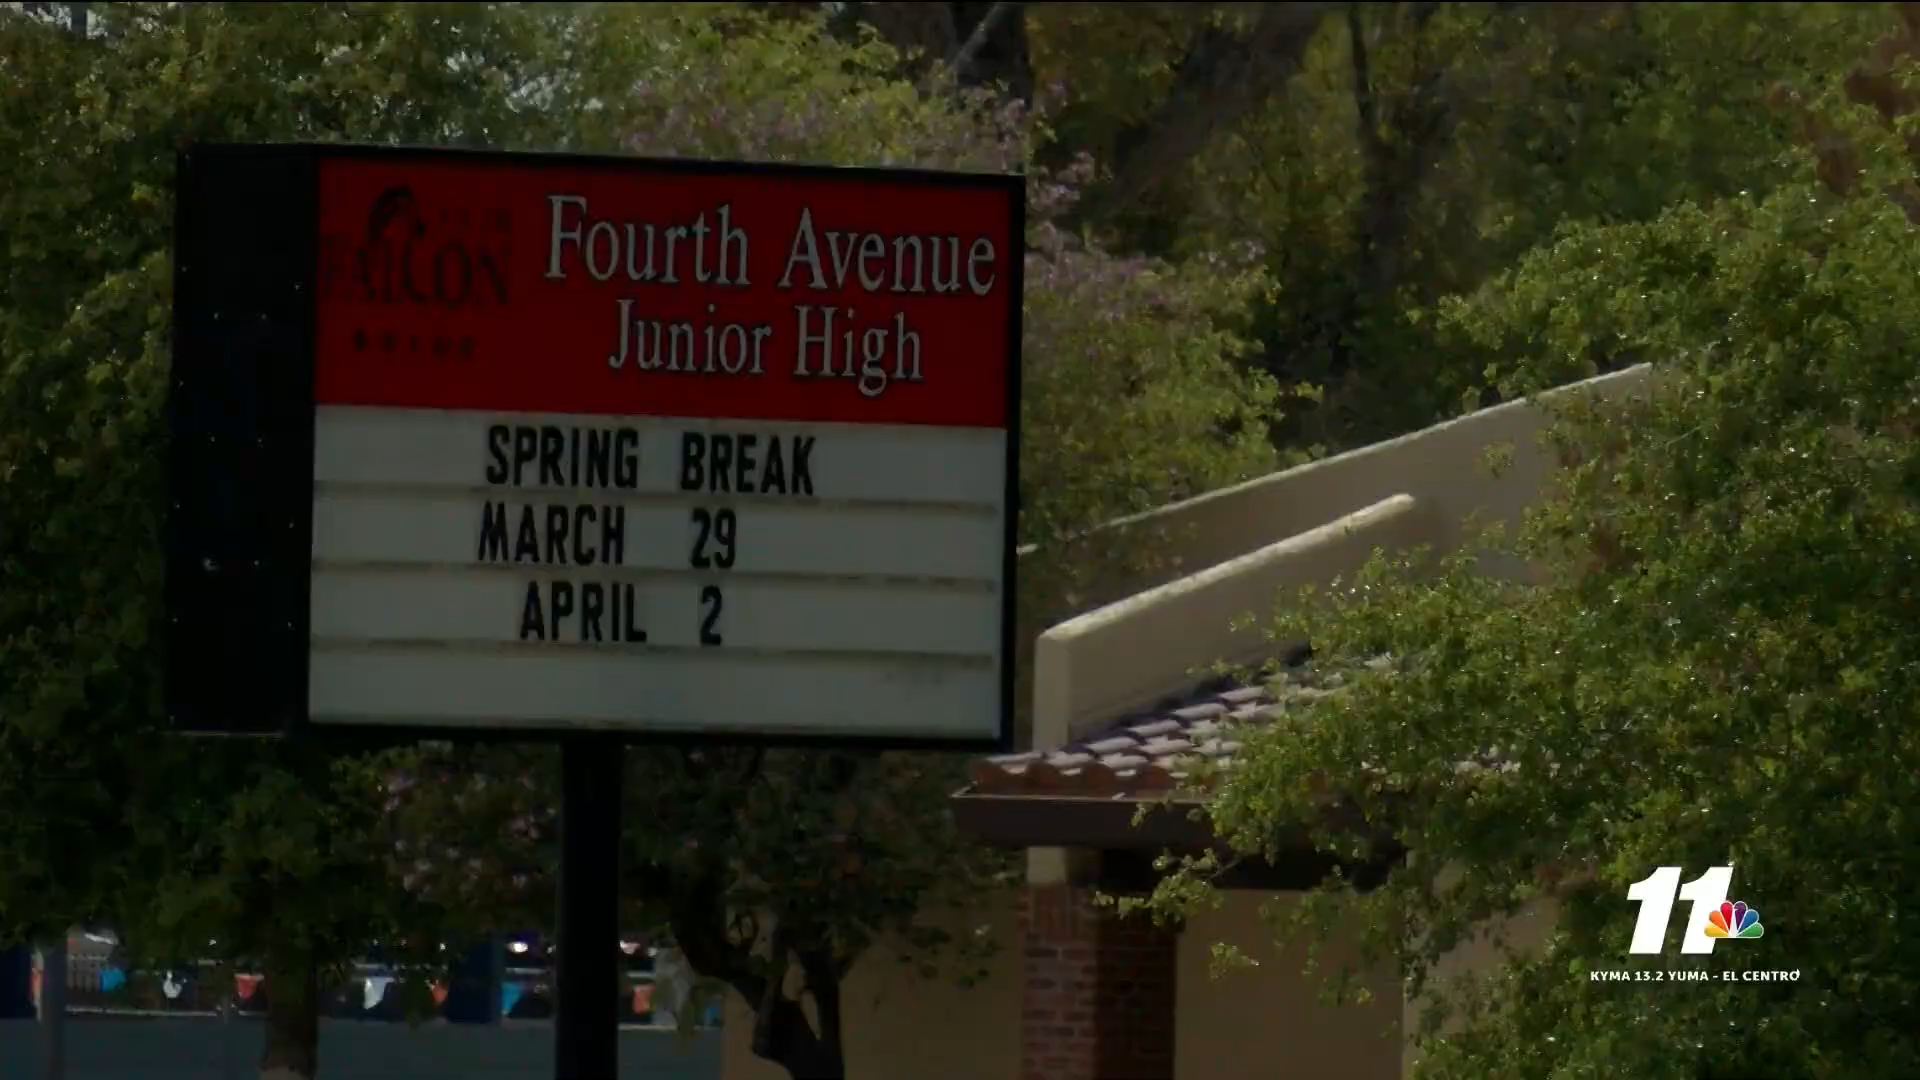 FALCON
Fourth Avenue
Junior High
SPRING BREAK
MARCH 29
APRIL 2
11
KYMA 13.2 YUMA - EL CENTRO